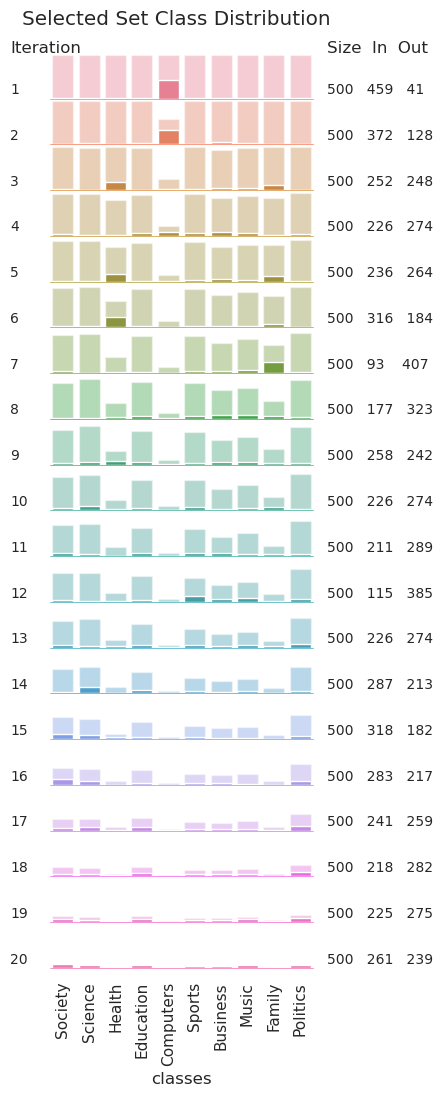 Selected Set Class Distribution
Iteration Size In Out
1 500 459 41
2 500 372 128
3 500 252 248
4 500 226 274
5 500 236 264
6 500 316 184
7 500 93 407
8 500 177 323
9 500 258 242
10 500 226 274
11 500 211 289
12 500 115 385
13 500 226 274
14 500 287 213
15 500 318 182
16 500 283 217
17 500 241 259
18 500 218 282
19 500 225 275
20 500 261 239
Society
Science
Health
Education
Computers
Sports
Business
Music
Family
Politics
classes